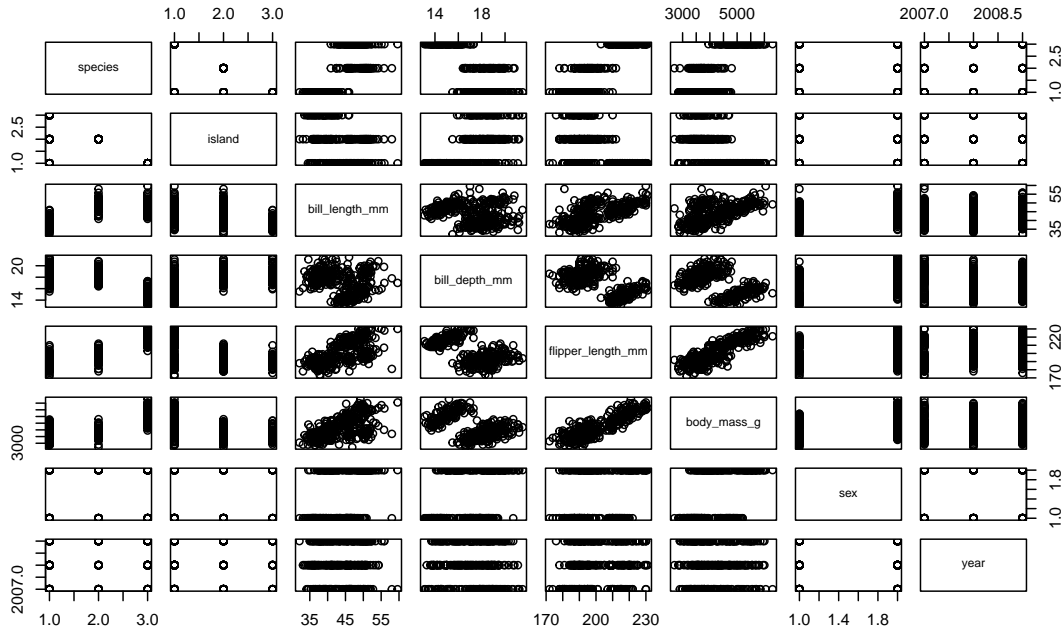 1.0 2.0 3.0 14 18 3000 5000 2007.0 2008.5
species 1.0 2.5
1.0 2.5 island
bill_length_mm 35 55
14 20 bill_depth_mm
flipper_length_mm 170 220
3000 body_mass_g
sex 1.0 1.8
2007.0 year
1.0 2.0 3.0 35 45 55 170 200 230 1.0 1.4 1.8